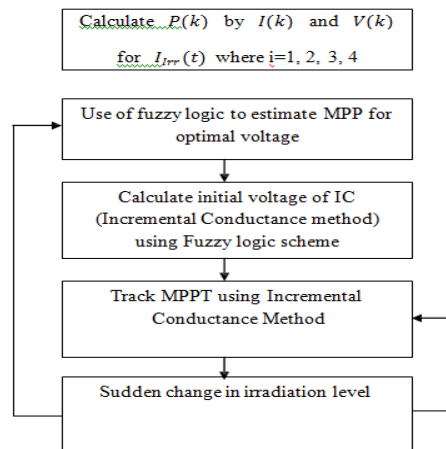 Calculate P(k) by I(k) and V(k)
for I_Irr(t) where i=1, 2, 3, 4
Use of fuzzy logic to estimate MPP for
optimal voltage
Calculate initial voltage of IC
(Incremental Conductance method)
using Fuzzy logic scheme
Track MPPT using Incremental
Conductance Method
Sudden change in irradiation level